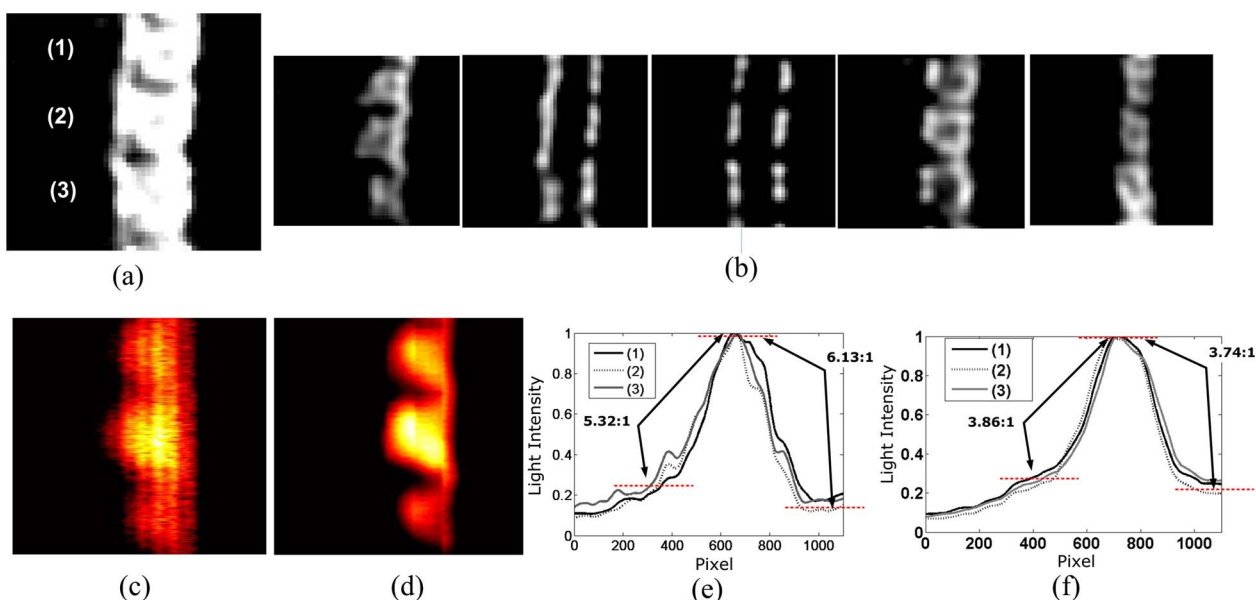 (1)
(2)
(3)
(a)
(b)
(c)
(d)
Light Intensity
1
0.8
0.6
0.4
0.2
0
0 200 400 600 800 1000
Pixel
(1)
(2)
(3)
5.32:1
6.13:1
(e)
Light Intensity
1
0.8
0.6
0.4
0.2
0
0 200 400 600 800 1000
Pixel
(1)
(2)
(3)
3.86:1
3.74:1
(f)